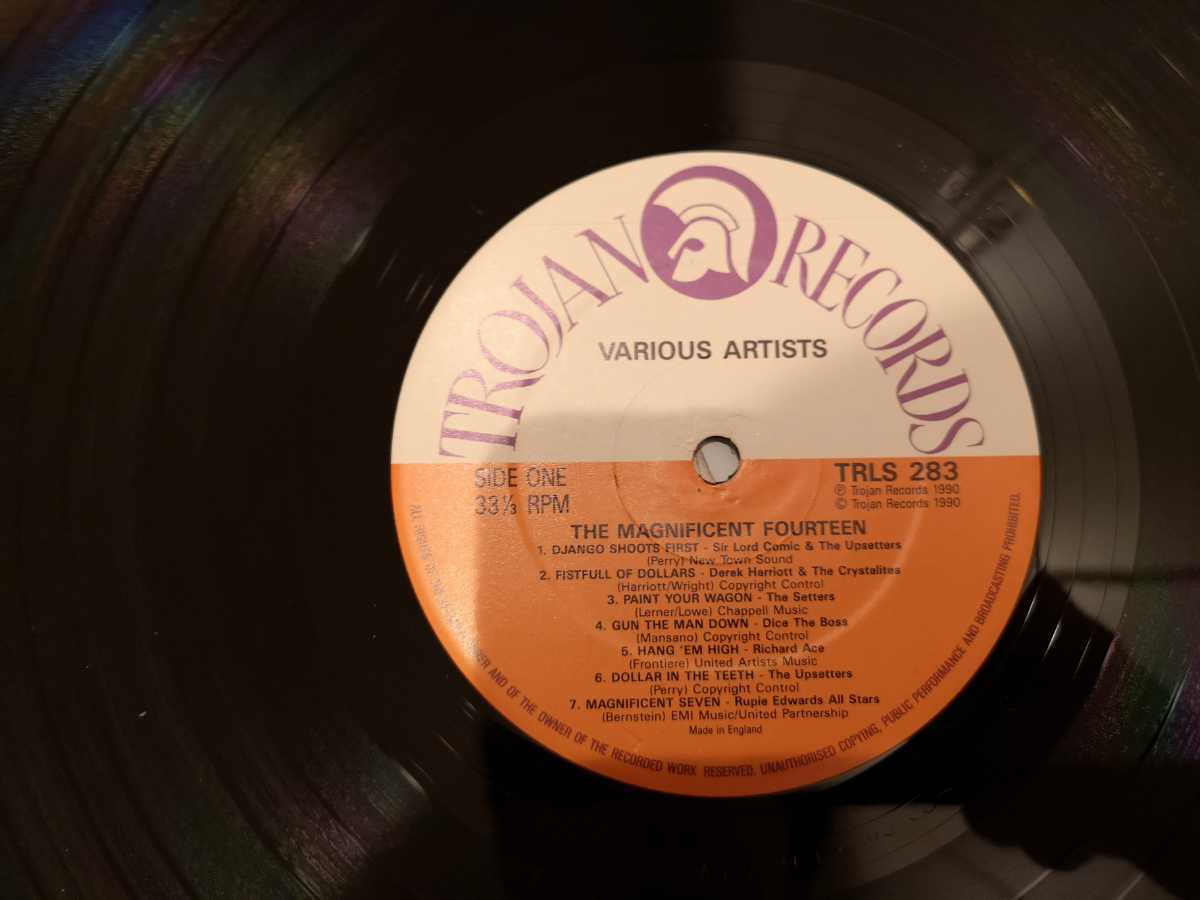 TROJAN RECORDS
VARIOUS ARTISTS
SIDE ONE
33⅓ RPM
TRLS 283
℗ Trojan Records 1990
© Trojan Records 1990
THE MAGNIFICENT FOURTEEN
1. DJANGO SHOOTS FIRST - Sir Lord Comic & The Upsetters
(Perry) New Town Sound
2. FISTFULL OF DOLLARS - Derek Harriott & The Crystalites
(Harriott/Wright) Copyright Control
3. PAINT YOUR WAGON - The Setters
(Lerner/Lowe) Chappell Music
4. GUN THE MAN DOWN - Dice The Boss
(Mansano) Copyright Control
5. HANG 'EM HIGH - Richard Ace
(Frontiere) United Artists Music
6. DOLLAR IN THE TEETH - The Upsetters
(Perry) Copyright Control
7. MAGNIFICENT SEVEN - Rupie Edwards All Stars
(Bernstein) EMI Music/United Partnership
Made in England
ALL RIGHTS OF AND OF THE OWNER OF THE RECORDED WORK RESERVED. UNAUTHORISED COPYING, PUBLIC PERFORMANCE AND BROADCASTING PROHIBITED.